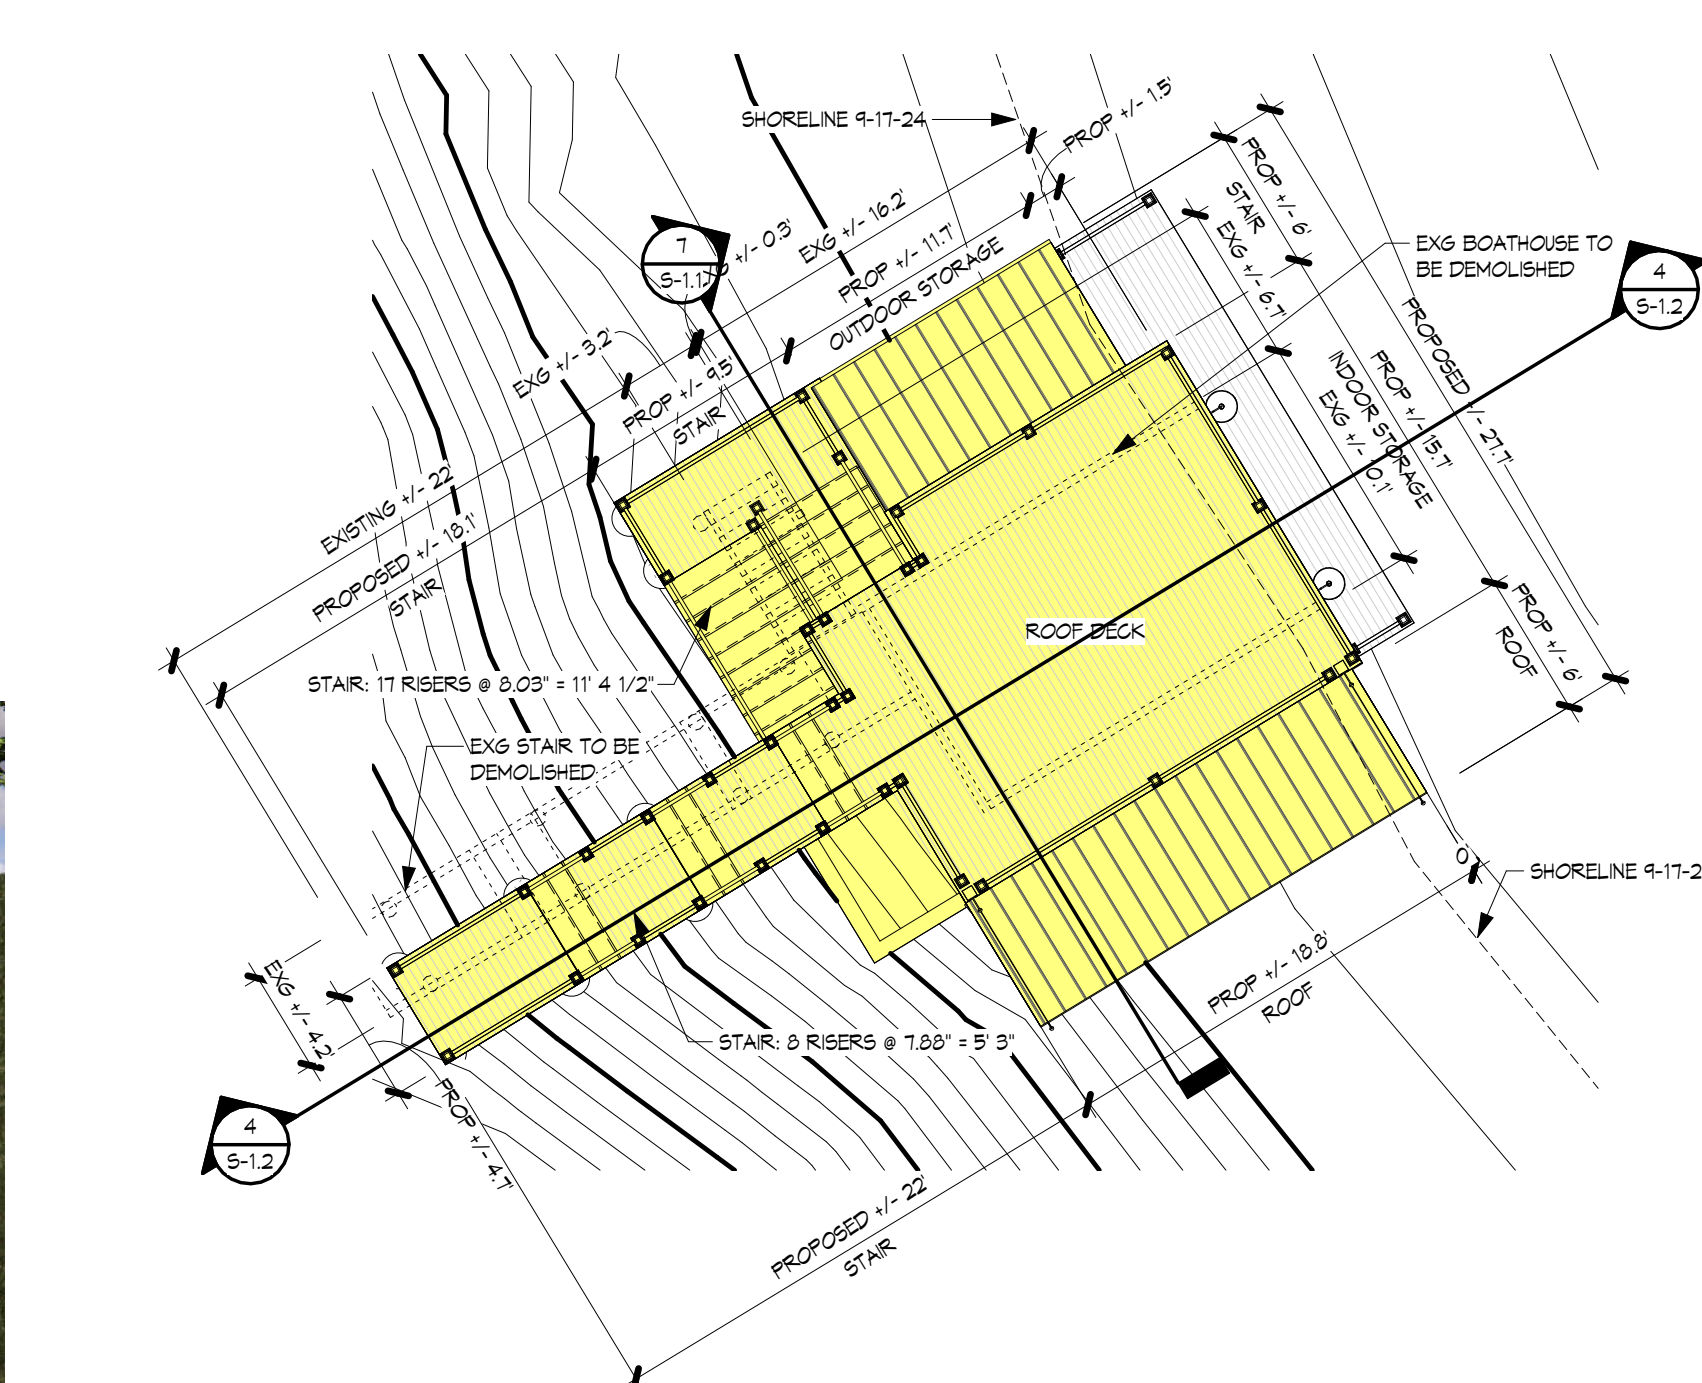 SHORELINE 9-17-24
PROP +/- 1.5'
PROP +/- 6'
STAIR
EXG +/- 16.2'
+/- 0.3'
7
S-1.1
PROP +/- 11.7'
OUTDOOR STORAGE
EXG +/- 6.7'
EXG BOATHOUSE TO
BE DEMOLISHED
4
S-1.2
EXG +/- 3.2'
PROP +/- 9.5'
STAIR
PROPOSED +/- 27.7'
PROP +/- 15.7'
INDOOR STORAGE
EXG +/- 10.1'
EXISTING +/- 22'
PROPOSED +/- 18.1'
STAIR
ROOF DECK
PROP +/- 6'
ROOF
STAIR: 17 RISERS @ 8.03" = 11' 4 1/2"
EXG STAIR TO BE
DEMOLISHED
SHORELINE 9-17-2
EXG +/- 4.2'
PROP +/- 18.8'
ROOF
STAIR: 8 RISERS @ 7.88" = 5' 3"
PROP +/- 4.7'
4
S-1.2
PROPOSED +/- 22'
STAIR